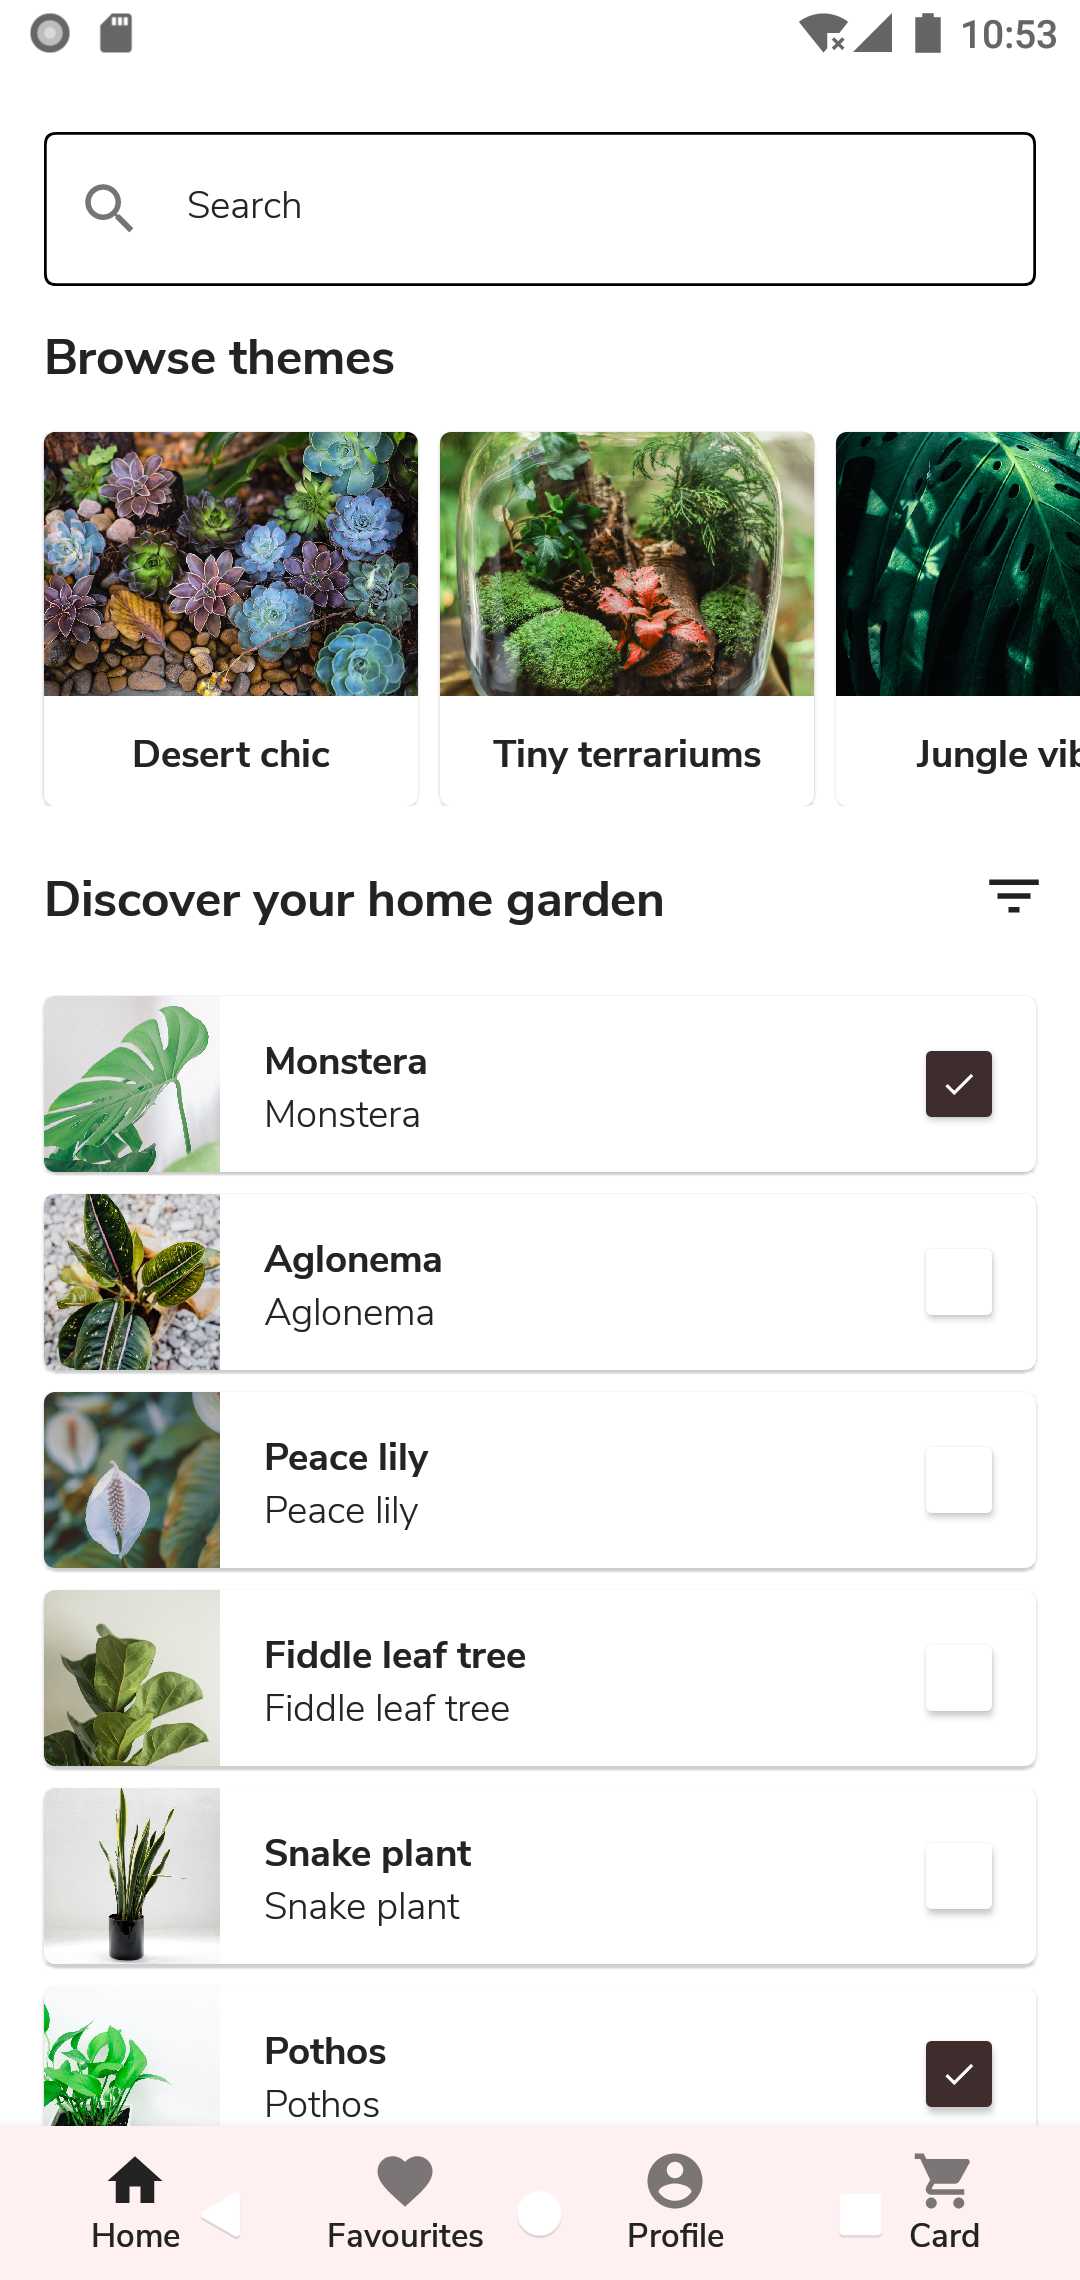 10:53
Search
Browse themes
Desert chic
Tiny terrariums
Jungle vib
Discover your home garden
Monstera
Monstera
Aglonema
Aglonema
Peace lily
Peace lily
Fiddle leaf tree
Fiddle leaf tree
Snake plant
Snake plant
Pothos
Pothos
Home
Favourites
Profile
Card